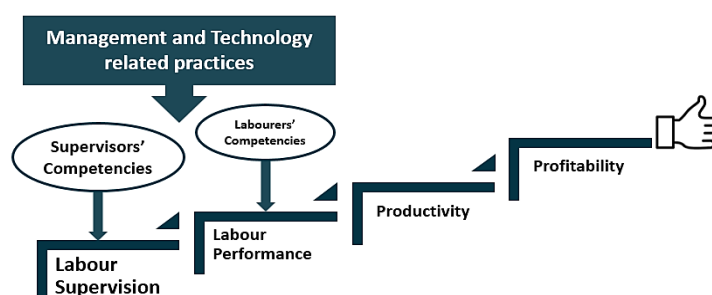 Management and Technology
related practices
Labourers’
Competencies
Supervisors’
Competencies
Profitability
Productivity
Labour
Performance
Labour
Supervision